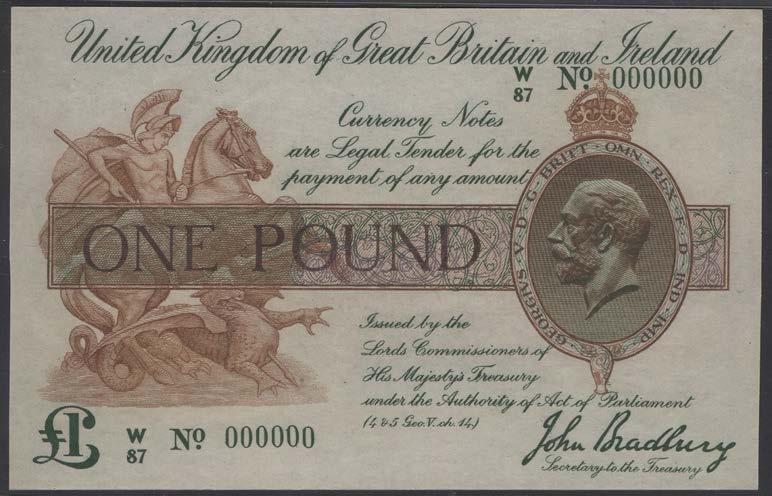 United Kingdom of Great Britain and Ireland
W
87 Nº 000000
Currency Notes
are Legal Tender for the
payment of any amount
GEORGIVS · V · D · G · BRITT · OMN · REX · F · D · IND · IMP ·
ONE POUND
Issued by the
Lords Commissioners of
His Majesty's Treasury
under the Authority of Act of Parliament
(4 & 5 Geo. V. ch. 14.)
£1 W
87 Nº 000000
John Bradbury
Secretary to the Treasury